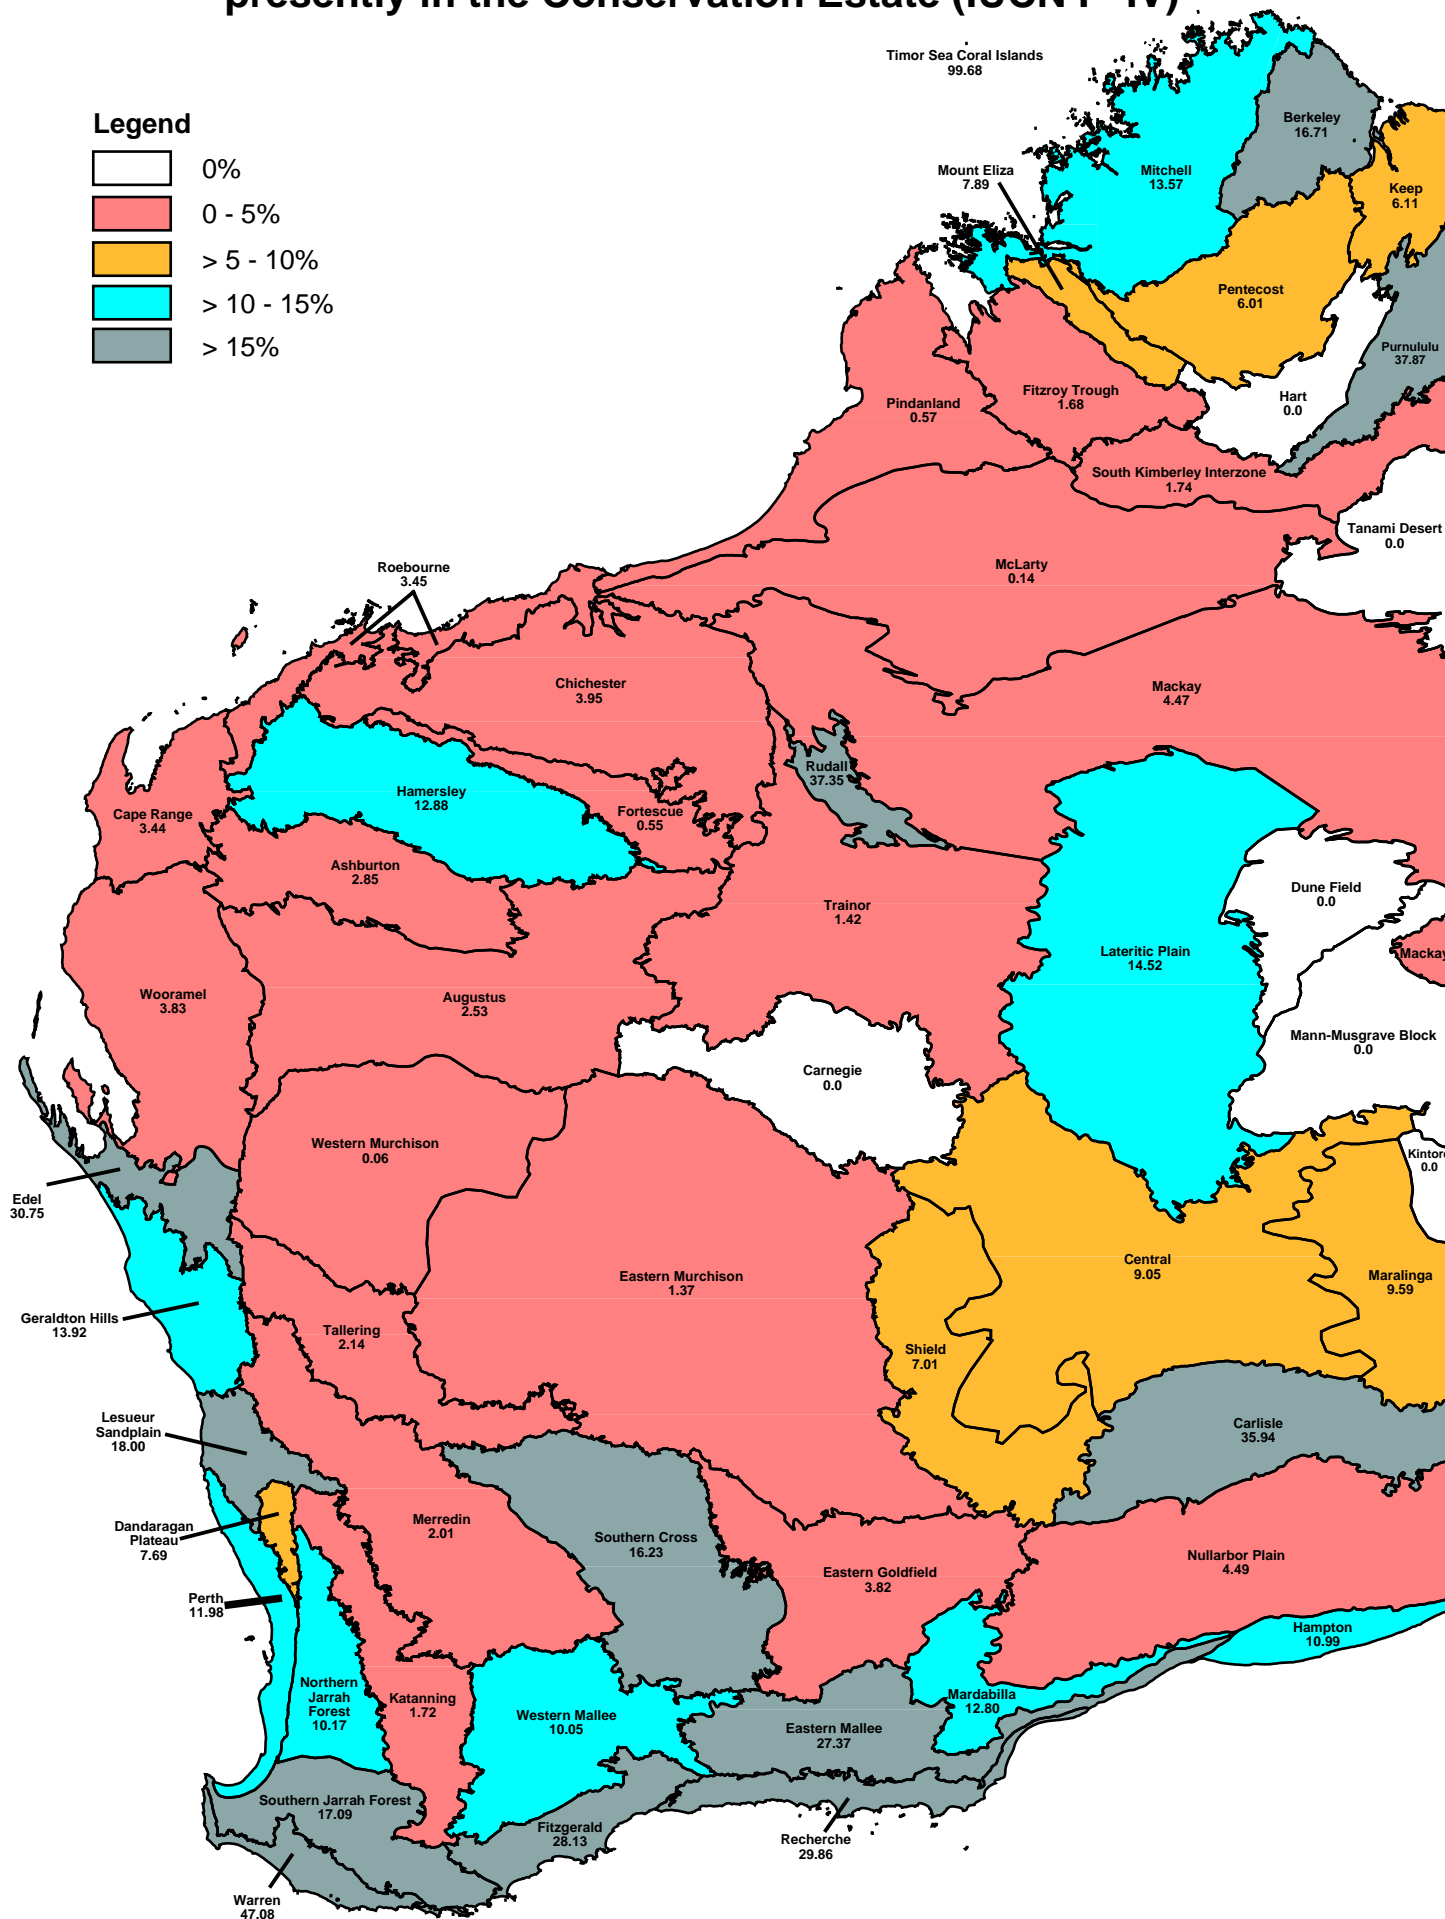 presently in the Conservation Estate (IUCN I - IV)
Timor Sea Coral Islands
99.68
Legend
0%
0 - 5%
> 5 - 10%
> 10 - 15%
> 15%
Berkeley
16.71
Mount Eliza
7.89
Mitchell
13.57
Keep
6.11
Pentecost
6.01
Purnululu
37.87
Pindanland
0.57
Fitzroy Trough
1.68
Hart
0.0
South Kimberley Interzone
1.74
Tanami Desert
0.0
McLarty
0.14
Roebourne
3.45
Chichester
3.95
Mackay
4.47
Rudall
37.35
Hamersley
12.88
Fortescue
0.55
Cape Range
3.44
Ashburton
2.85
Trainor
1.42
Dune Field
0.0
Lateritic Plain
14.52
Mackay
Wooramel
3.83
Augustus
2.53
Mann-Musgrave Block
0.0
Carnegie
0.0
Western Murchison
0.06
Kintore
0.0
Edel
30.75
Central
9.05
Eastern Murchison
1.37
Maralinga
9.59
Geraldton Hills
13.92
Tallering
2.14
Shield
7.01
Lesueur
Sandplain
18.00
Carlisle
35.94
Dandaragan
Plateau
7.69
Merredin
2.01
Southern Cross
16.23
Eastern Goldfield
3.82
Nullarbor Plain
4.49
Perth
11.98
Hampton
10.99
Northern
Jarrah
Forest
10.17
Katanning
1.72
Western Mallee
10.05
Mardabilla
12.80
Eastern Mallee
27.37
Southern Jarrah Forest
17.09
Fitzgerald
28.13
Recherche
29.86
Warren
47.08